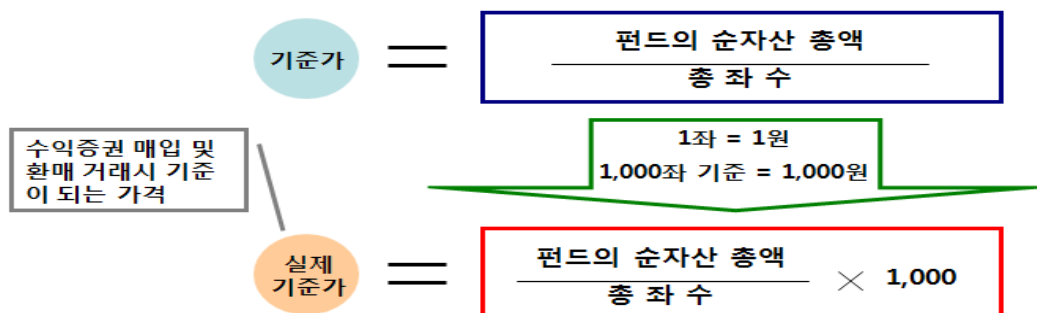 기준가
펀드의 순자산 총액
총 좌 수
수익증권 매입 및
환매 거래시 기준
이 되는 가격
1좌 = 1원
1,000좌 기준 = 1,000원
실제
기준가
펀드의 순자산 총액
총 좌 수
× 1,000